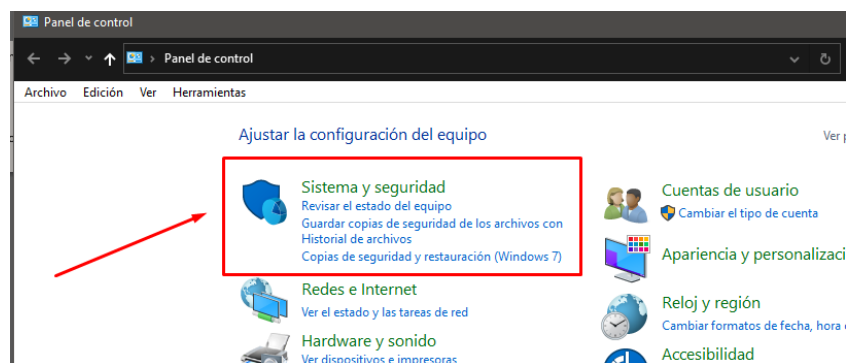 Panel de control
Panel de control
Archivo Edición Ver Herramientas
Ajustar la configuración del equipo
Ver
Sistema y seguridad
Revisar el estado del equipo
Guardar copias de seguridad de los archivos con
Historial de archivos
Copias de seguridad y restauración (Windows 7)
Redes e Internet
Ver el estado y las tareas de red
Hardware y sonido
Ver dispositivos e impresoras
Cuentas de usuario
Cambiar el tipo de cuenta
Apariencia y personalizaci
Reloj y región
Cambiar formatos de fecha, hora
Accesibilidad